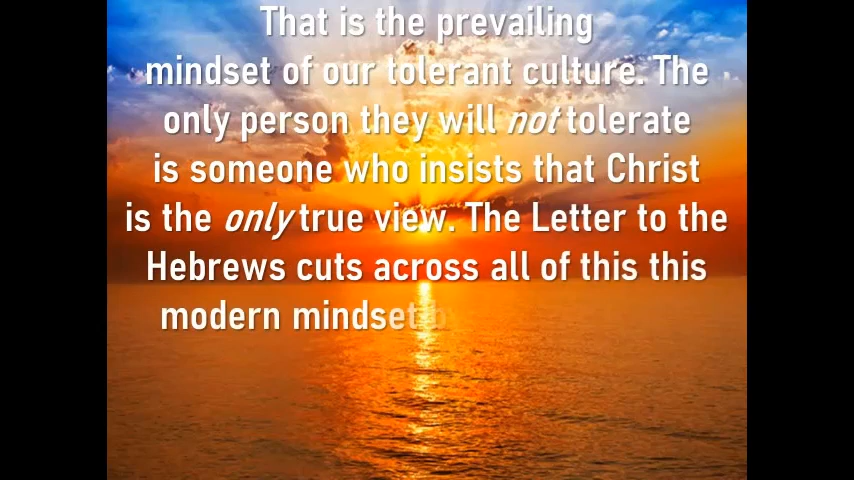 That is the prevailing
mindset of our tolerant culture. The
only person they will not tolerate
is someone who insists that Christ
is the only true view. The Letter to the
Hebrews cuts across all of this this
modern mindset